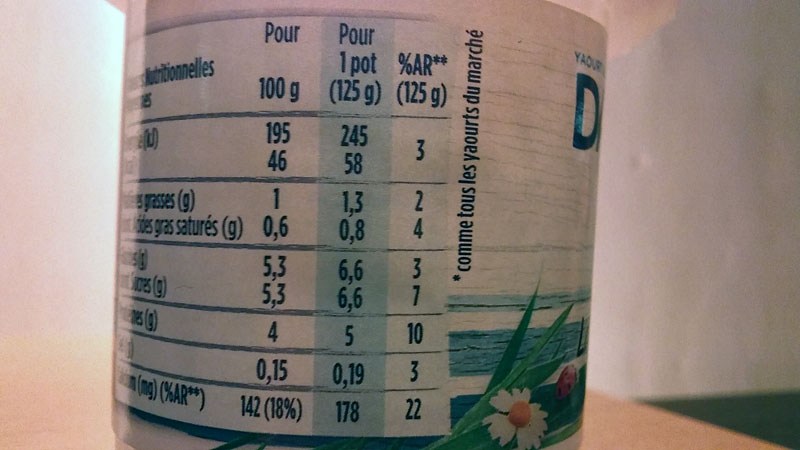 Pour Pour
Nutritionnelles 1 pot %AR**
100 g (125 g) (125 g)
(kJ) 195 245 3
46 58
grasses (g) 1 1,3 2
gras saturés (g) 0,6 0,8 4
(g) 5,3 6,6 3
(g) 5,3 6,6 7
(g) 4 5 10
0,15 0,19 3
(mg) (%AR**) 142 (18%) 178 22
* comme tous les yaourts du marché